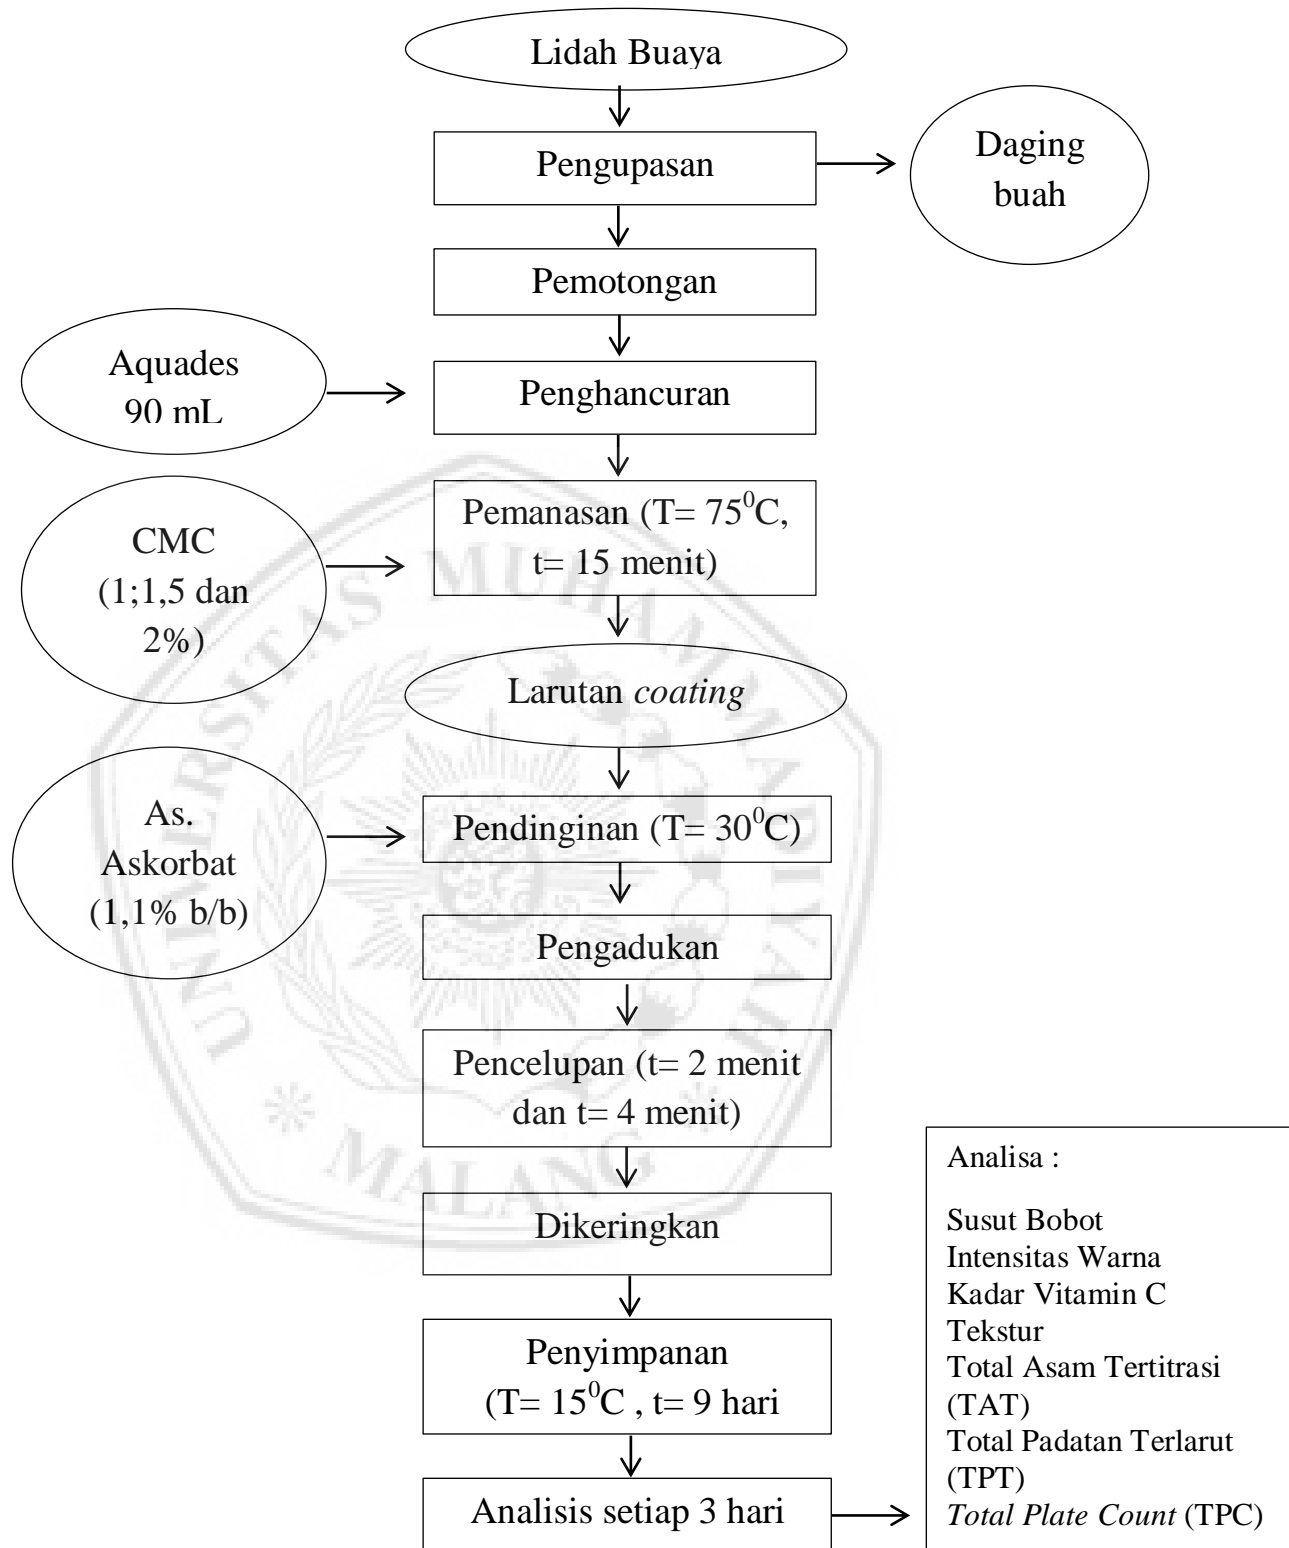 Lidah Buaya
Pengupasan
Daging
buah
Pemotongan
Aquades
90 mL
Penghancuran
CMC
(1;1,5 dan
2%)
Pemanasan (T= 75⁰C,
t= 15 menit)
Larutan coating
As.
Askorbat
(1,1% b/b)
Pendinginan (T= 30⁰C)
Pengadukan
Pencelupan (t= 2 menit
dan t= 4 menit)
Dikeringkan
Penyimpanan
(T= 15⁰C , t= 9 hari
Analisis setiap 3 hari
Analisa :
Susut Bobot
Intensitas Warna
Kadar Vitamin C
Tekstur
Total Asam Tertitrasi
(TAT)
Total Padatan Terlarut
(TPT)
Total Plate Count (TPC)
UNIVERSITAS MUHAMMADIYAH
MALANG